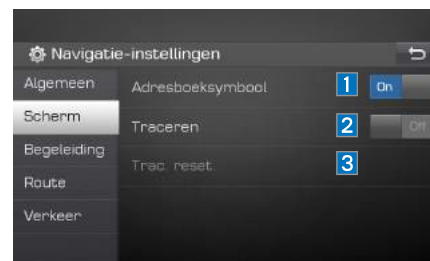 Navigatie-instellingen
Algemeen
Adresboeksymbool 1 On
Scherm
Traceren 2 Off
Begeleiding
Trac. reset 3
Route
Verkeer